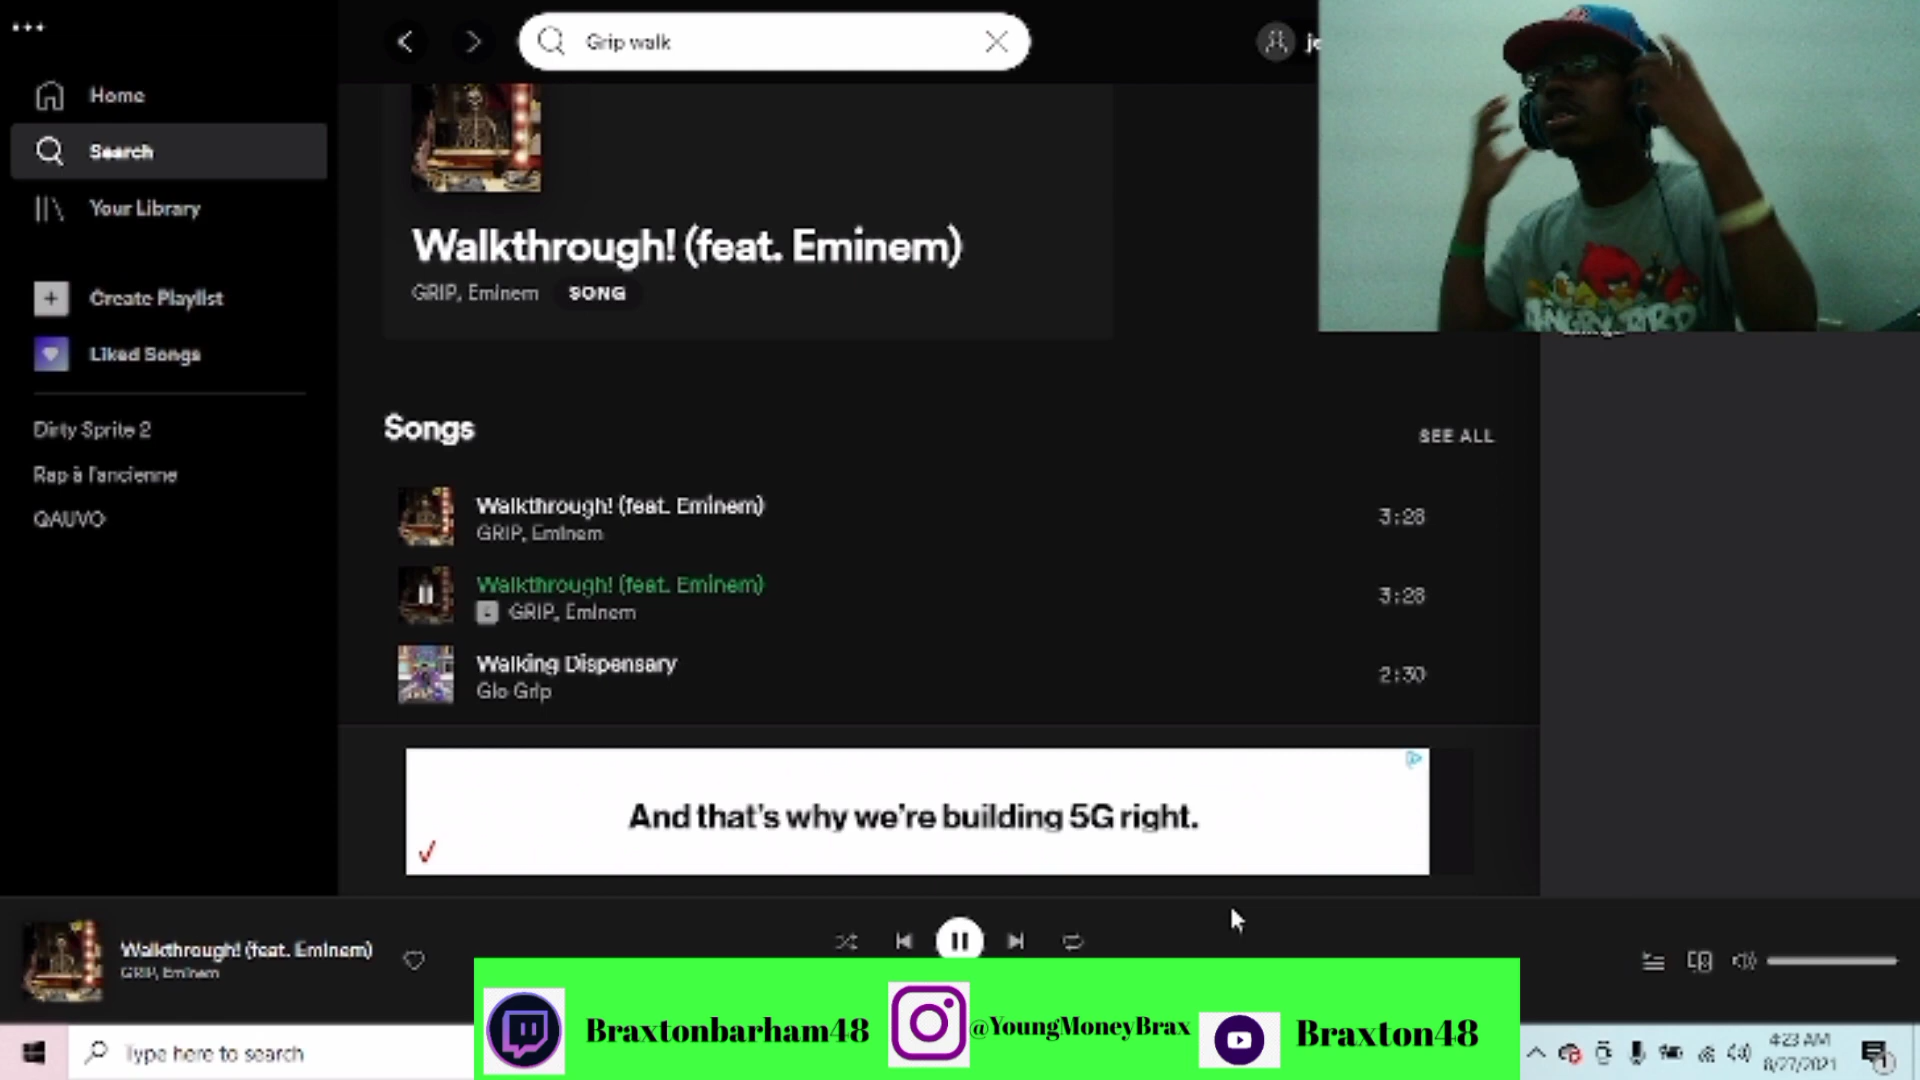 Grip walk
Home
Search
Your Library
Create Playlist
Liked Songs
Dirty Sprite 2
Rap à l'ancienne
QAUVO
Walkthrough! (feat. Eminem)
GRIP, Eminem SONG
Songs
SEE ALL
Walkthrough! (feat. Eminem)
GRIP, Eminem
3:28
Walkthrough! (feat. Eminem)
GRIP, Eminem
3:28
Walking Dispensary
Glo Grip
2:30
And that's why we're building 5G right.
Walkthrough! (feat. Eminem)
GRIP, Eminem
Braxtonbarham48
@YoungMoneyBrax
Braxton48
Type here to search
4:23 AM
8/27/2021